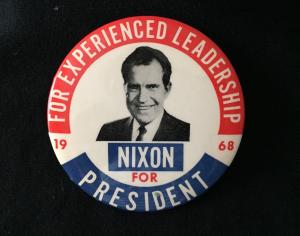 FOR EXPERIENCED LEADERSHIP
19 68
NIXON
FOR
PRESIDENT